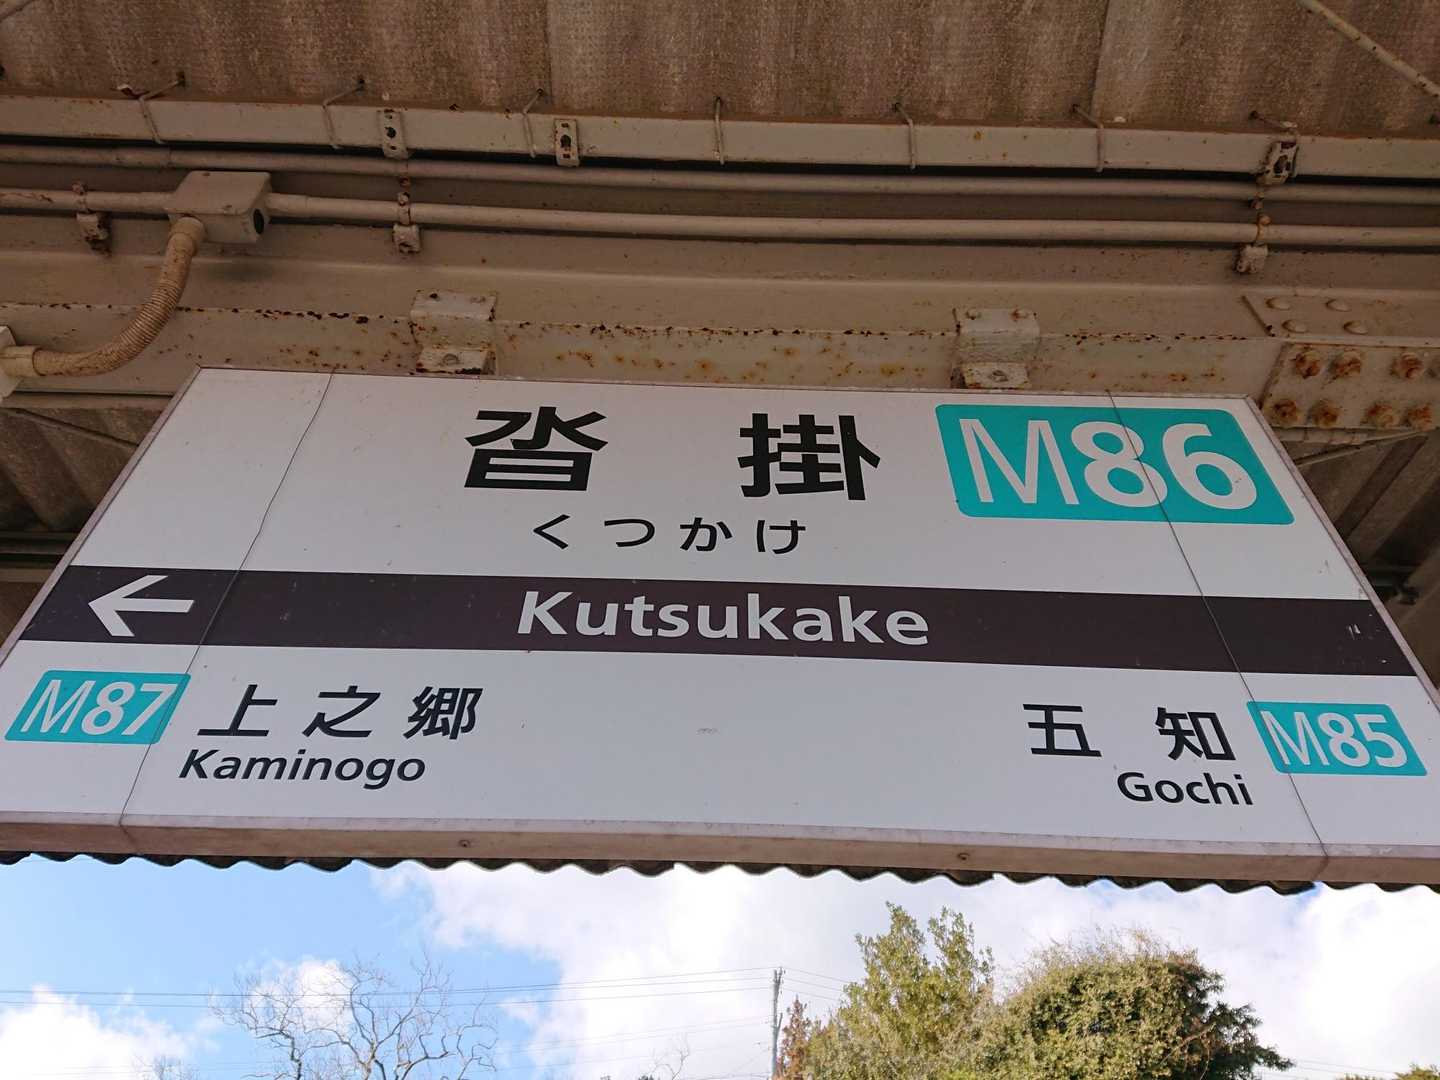 沓掛 M86
くつかけ
← Kutsukake
M87 上之郷
Kaminogo
五知 M85
Gochi